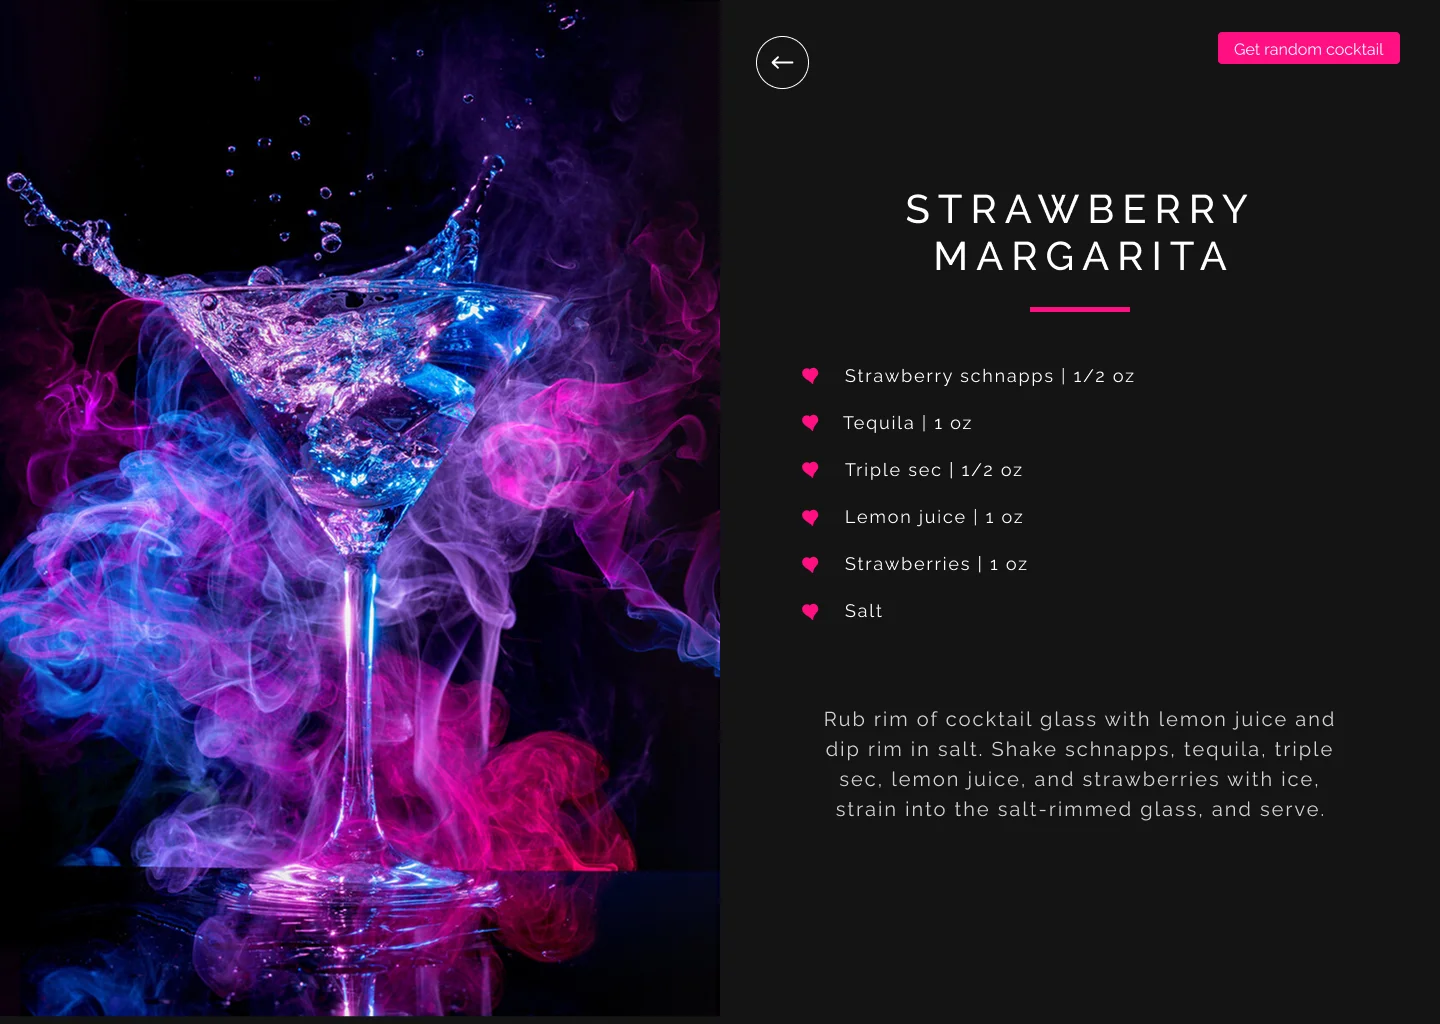 Get random cocktail
STRAWBERRY
MARGARITA
Strawberry schnapps | 1/2 oz
Tequila | 1 oz
Triple sec | 1/2 oz
Lemon juice | 1 oz
Strawberries | 1 oz
Salt
Rub rim of cocktail glass with lemon juice and
dip rim in salt. Shake schnapps, tequila, triple
sec, lemon juice, and strawberries with ice,
strain into the salt-rimmed glass, and serve.